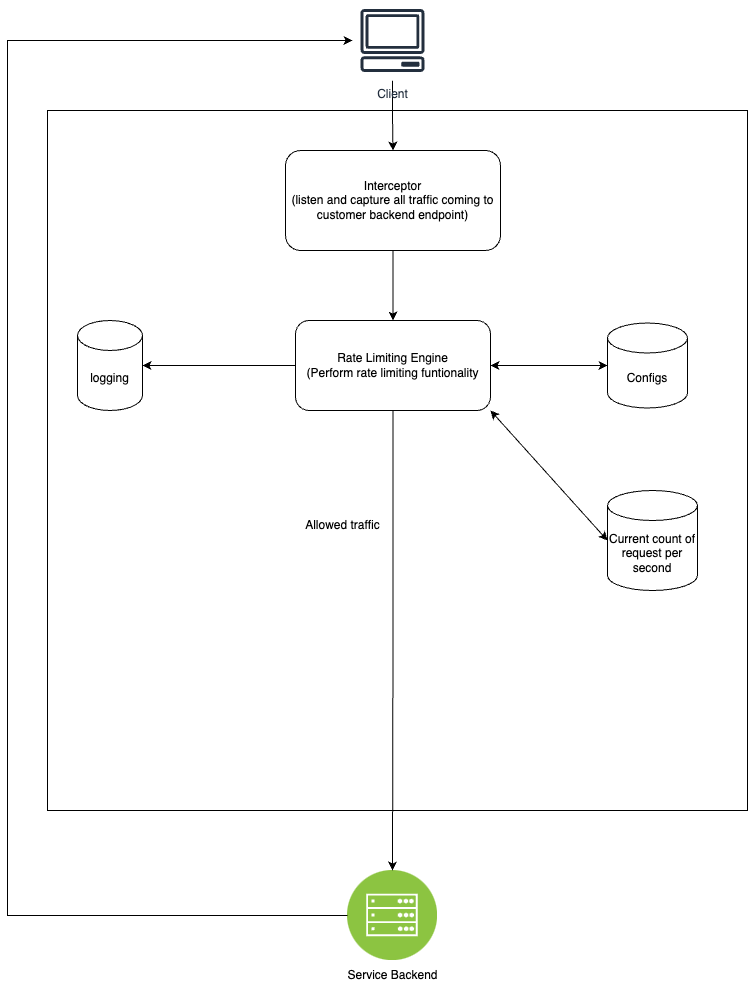 Client
Interceptor
(listen and capture all traffic coming to
customer backend endpoint)
Rate Limiting Engine
(Perform rate limiting funtionality
logging
Configs
Allowed traffic
Current count of
request per
second
Service Backend